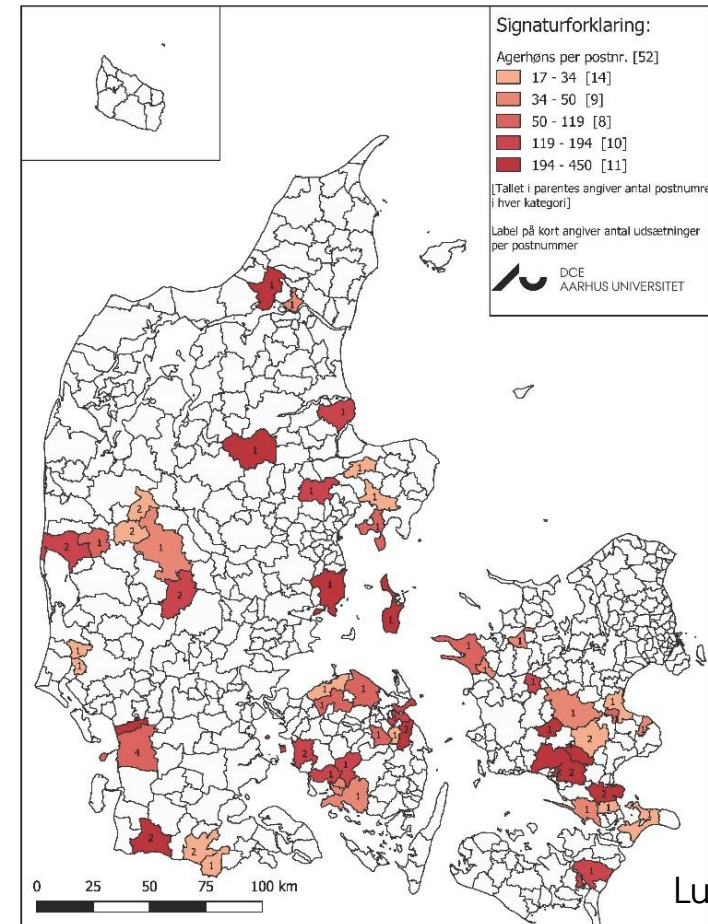 Signaturforklaring:
Agerhøns per postnr. [52]
17 - 34 [14]
34 - 50 [9]
50 - 119 [8]
119 - 194 [10]
194 - 450 [11]
[Tallet i parentes angiver antal postnumre
i hver kategori]
Label på kort angiver antal udsætninger
per postnummer
DCE
AARHUS UNIVERSITET
0 25 50 75 100 km
Lu